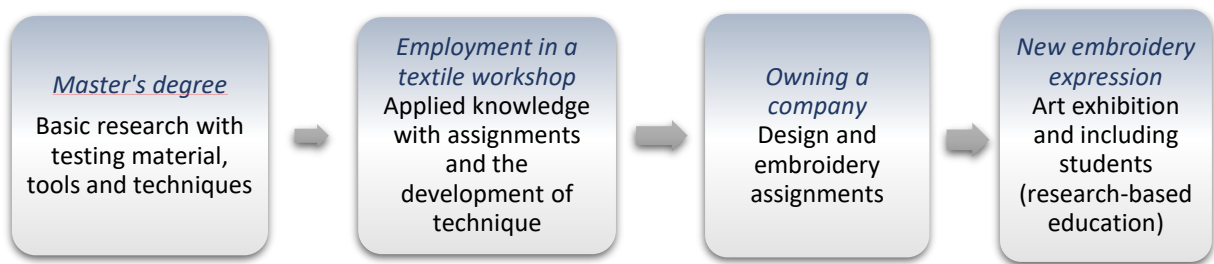 Master's degree
Basic research with
testing material,
tools and techniques
Employment in a
textile workshop
Applied knowledge
with assignments
and the
development of
technique
Owning a
company
Design and
embroidery
assignments
New embroidery
expression
Art exhibition
and including
students
(research-based
education)